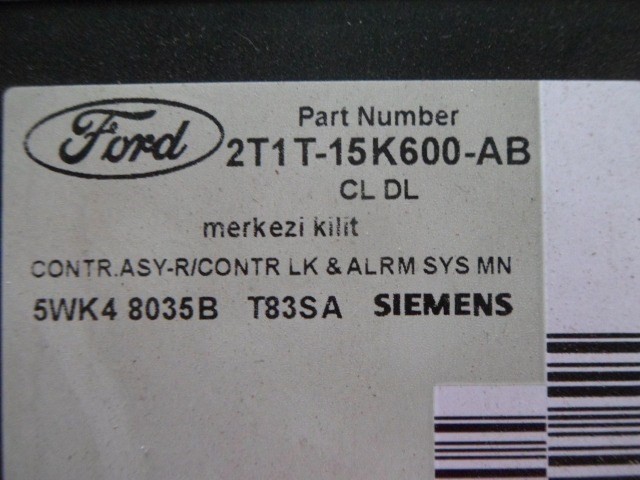 Ford
Part Number
2T1T-15K600-AB
CL DL
merkezi kilit
CONTR.ASY-R/CONTR LK & ALRM SYS MN
5WK4 8035B T83SA SIEMENS